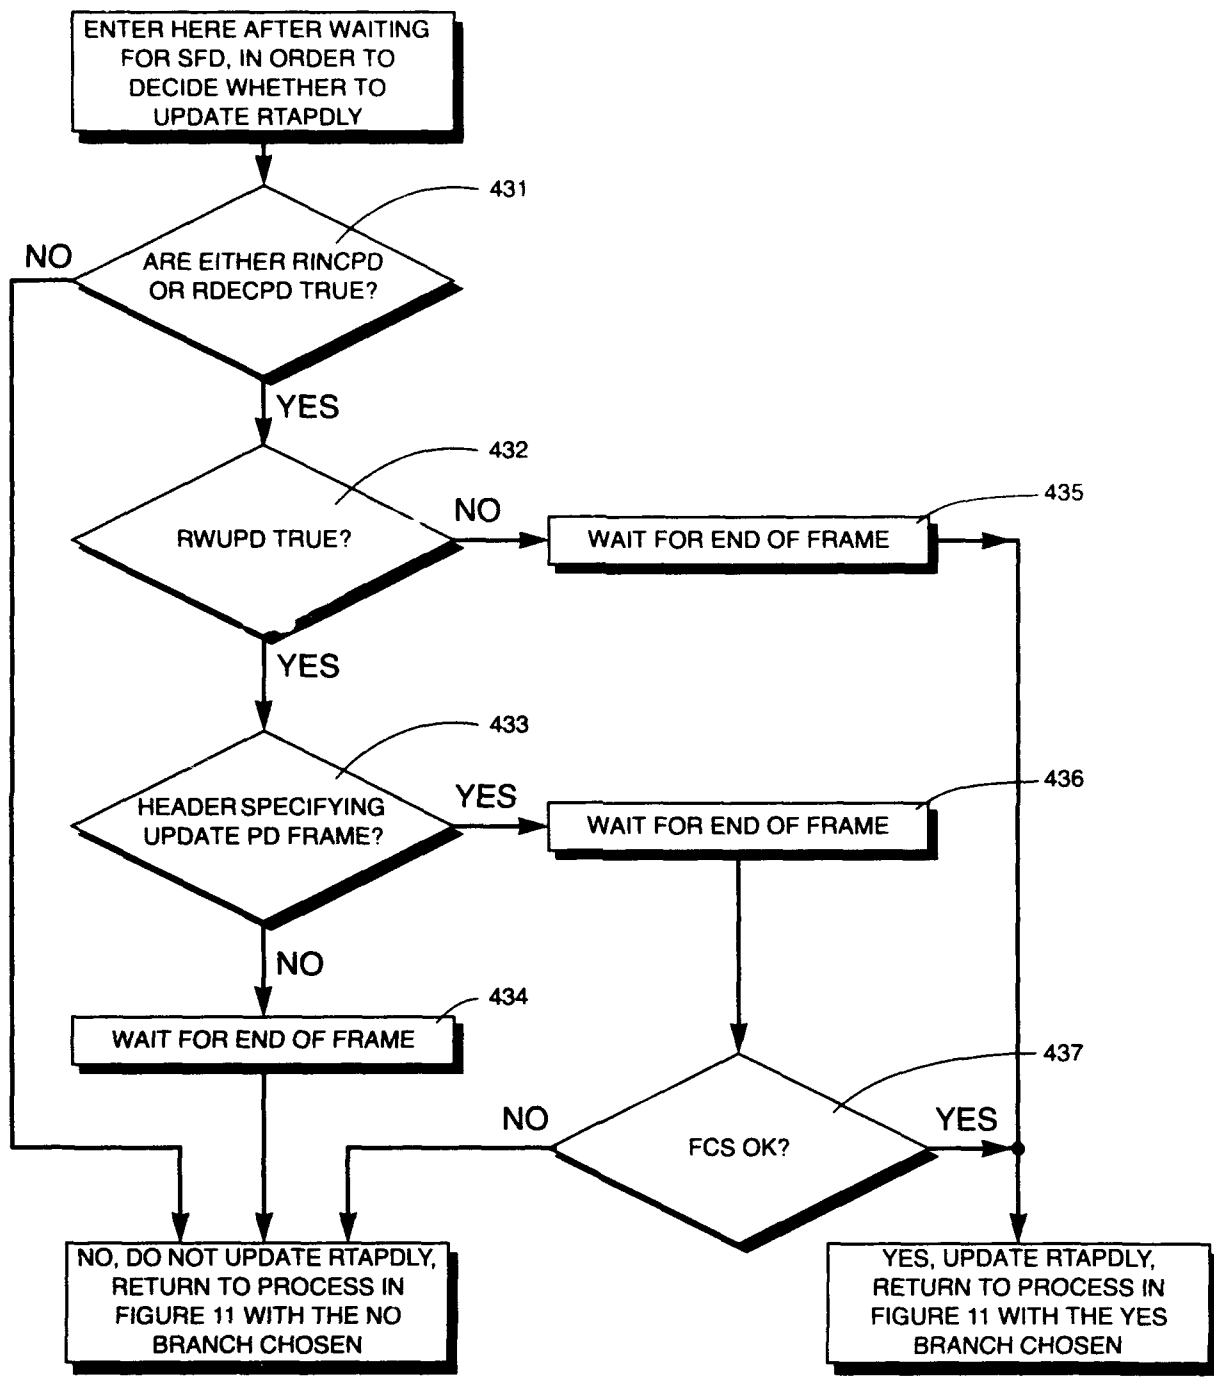 ENTER HERE AFTER WAITING
FOR SFD, IN ORDER TO
DECIDE WHETHER TO
UPDATE RTAPDLY
431
NO
ARE EITHER RINCPD
OR RDECPD TRUE?
YES
432
RWUPD TRUE?
NO
435
WAIT FOR END OF FRAME
YES
433
HEADER SPECIFYING
UPDATE PD FRAME?
YES
436
WAIT FOR END OF FRAME
NO
434
WAIT FOR END OF FRAME
437
NO
FCS OK?
YES
NO, DO NOT UPDATE RTAPDLY,
RETURN TO PROCESS IN
FIGURE 11 WITH THE NO
BRANCH CHOSEN
YES, UPDATE RTAPDLY,
RETURN TO PROCESS IN
FIGURE 11 WITH THE YES
BRANCH CHOSEN